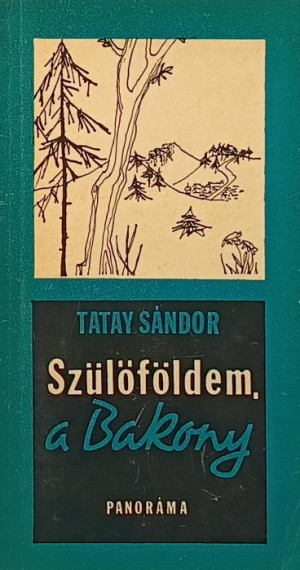 TATAY SÁNDOR
Szülőföldem,
a Bakony
PANORÁMA